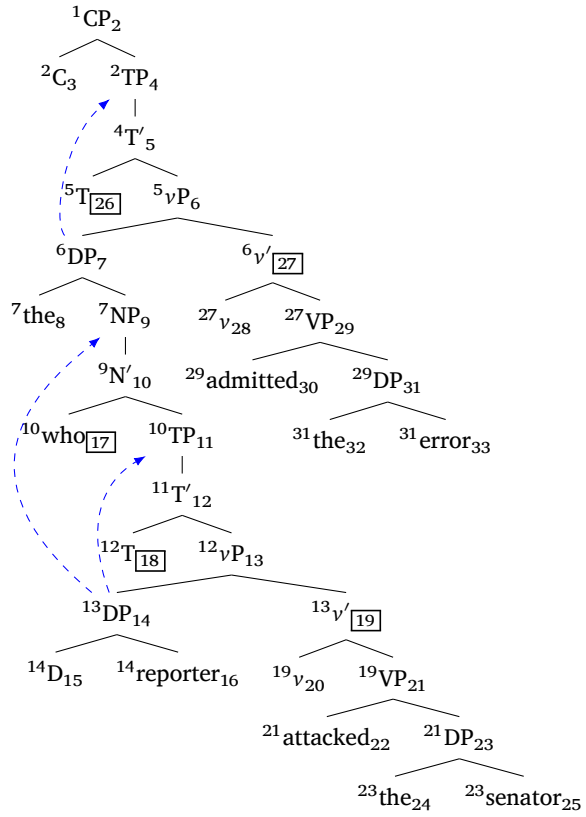 ¹CP₂
²C₃ ²TP₄
⁴T′₅
⁵T₂₆ ⁵vP₆
⁶DP₇ ⁶v′₂₇
⁷the₈ ⁷NP₉ ²⁷v₂₈ ²⁷VP₂₉
⁹N′₁₀ ²⁹admitted₃₀ ²⁹DP₃₁
¹⁰who₁₇ ¹⁰TP₁₁ ³¹the₃₂ ³¹error₃₃
¹¹T′₁₂
¹²T₁₈ ¹²vP₁₃
¹³DP₁₄ ¹³v′₁₉
¹⁴D₁₅ ¹⁴reporter₁₆ ¹⁹v₂₀ ¹⁹VP₂₁
²¹attacked₂₂ ²¹DP₂₃
²³the₂₄ ²³senator₂₅